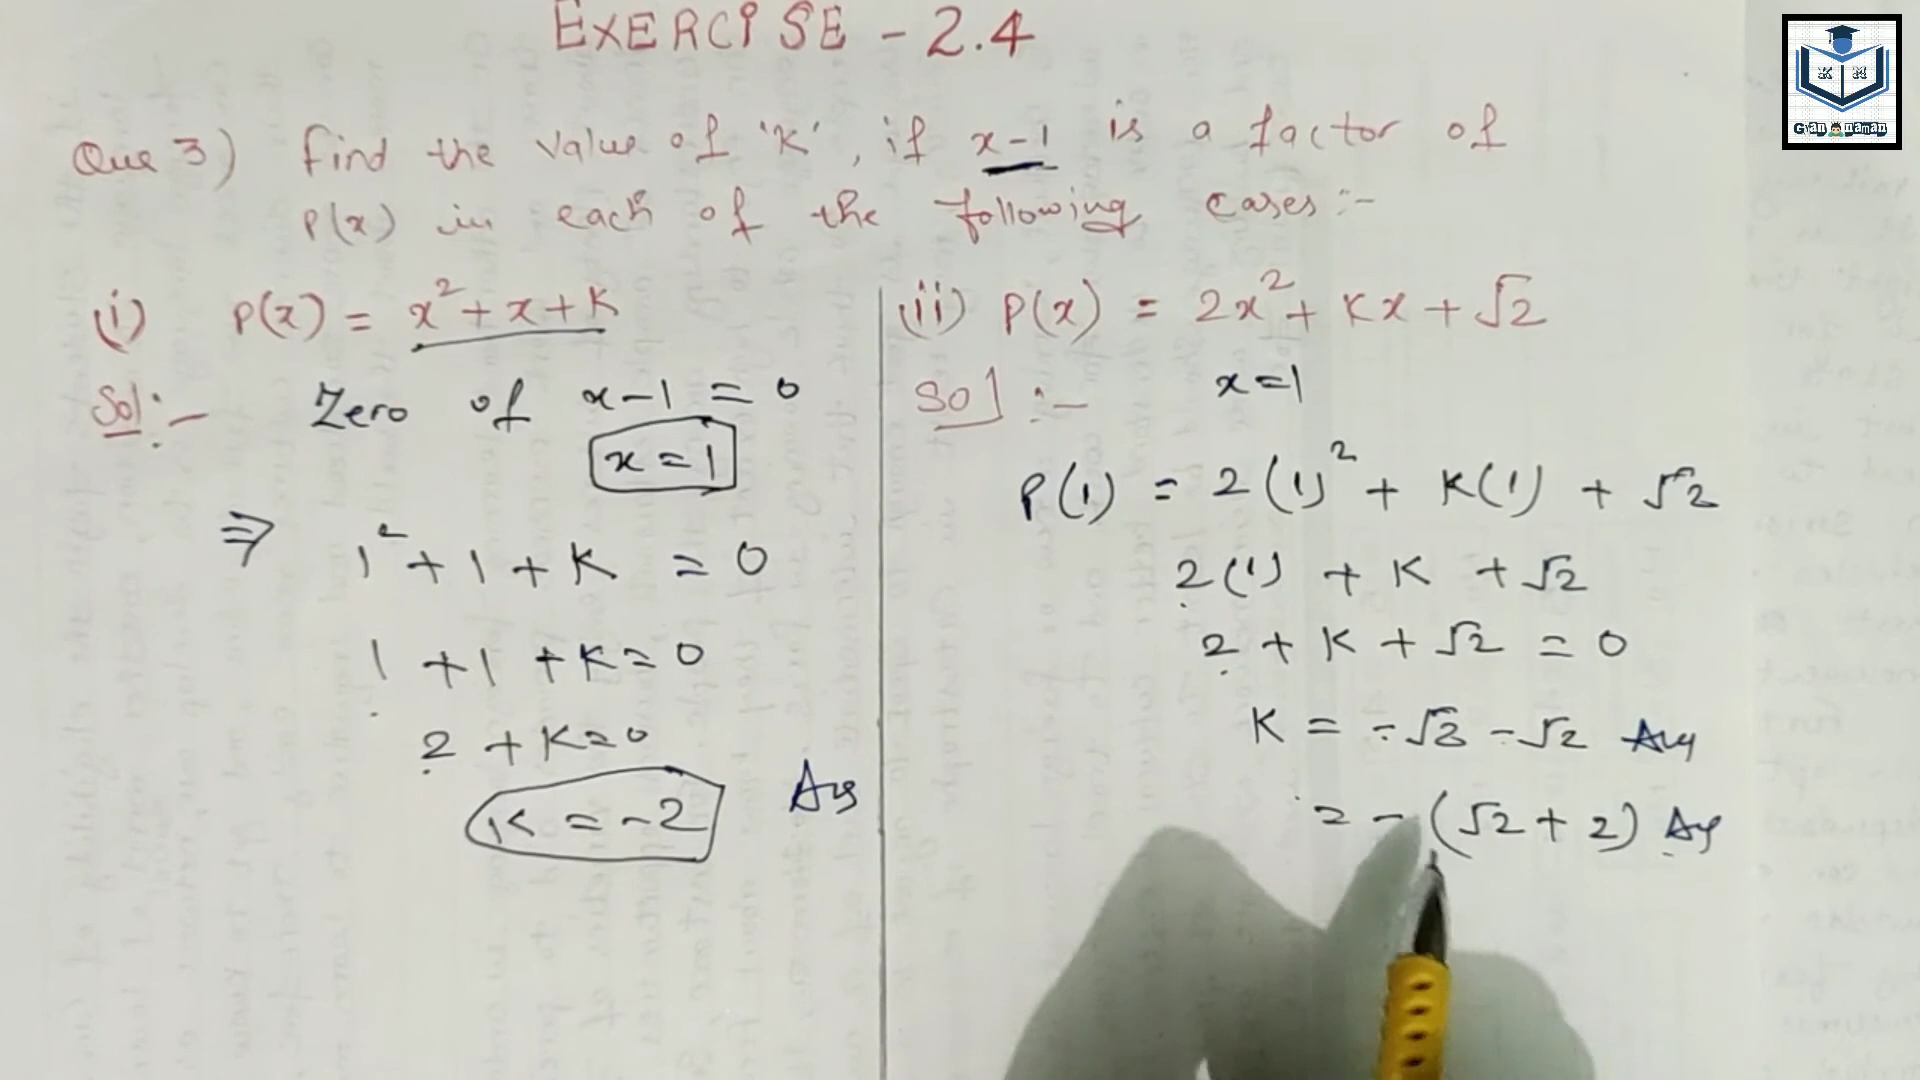 EXERCISE - 2.4
Que 3) Find the value of 'K', if x-1 is a factor of
P(x) in each of the following cases :-
(i) P(x) = x² + x + K
Sol :- Zero of x-1 = 0
x = 1
⇒ 1² + 1 + K = 0
1 + 1 + K = 0
2 + K = 0
K = -2 Ans
(ii) P(x) = 2x² + Kx + √2
Sol :- x = 1
P(1) = 2(1)² + K(1) + √2
2(1) + K + √2
2 + K + √2 = 0
K = - - √2 Ans
= - (√2 + 2) Ans
K M
Gyan naman